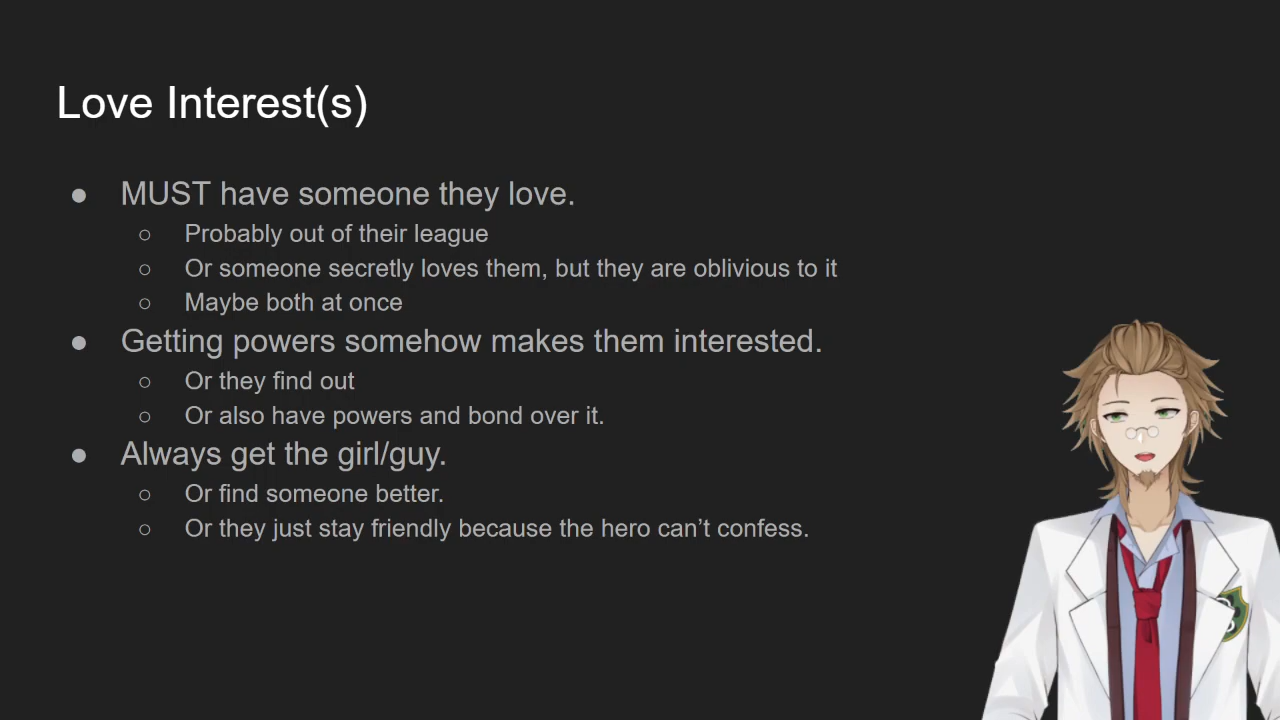 Love Interest(s)
● MUST have someone they love.
○ Probably out of their league
○ Or someone secretly loves them, but they are oblivious to it
○ Maybe both at once
● Getting powers somehow makes them interested.
○ Or they find out
○ Or also have powers and bond over it.
● Always get the girl/guy.
○ Or find someone better.
○ Or they just stay friendly because the hero can’t confess.